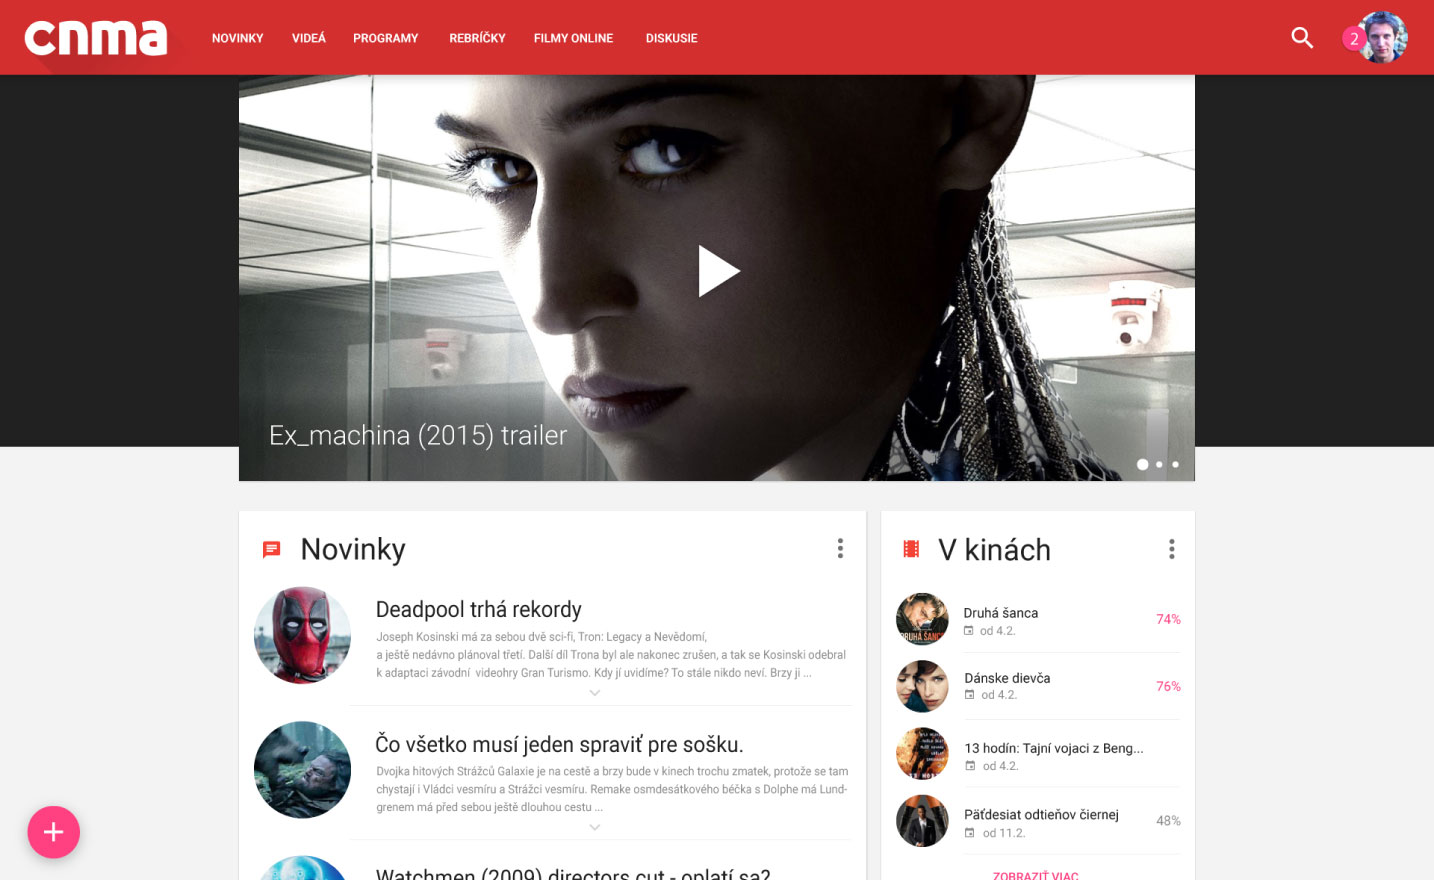 cnma
NOVINKY VIDEÁ PROGRAMY REBRÍČKY FILMY ONLINE DISKUSIE
2
Ex_machina (2015) trailer
Novinky
Deadpool trhá rekordy
Joseph Kosinski má za sebou dvě sci-fi, Tron: Legacy a Nevědomí,
a ještě nedávno plánoval třetí. Další díl Trona byl ale nakonec zrušen, a tak se Kosinski odebral
k adaptaci závodní videohry Gran Turismo. Kdy jí uvidíme? To stále nikdo neví. Brzy ji ...
Čo všetko musí jeden spraviť pre sošku.
Dvojka hitových Strážců Galaxie je na cestě a brzy bude v kinech trochu zmatek, protože se tam
chystají i Vládci vesmíru a Strážci vesmíru. Remake osmdesátkového béčka s Dolphe má Lund-
grenem má před sebou ještě dlouhou cestu ...
Watchmen (2009) directors cut - oplatí sa?
V kinách
DRUHÁ ŠANC
Druhá šanca
od 4.2.
74%
Dánske dievča
od 4.2.
76%
13 hodín: Tajní vojaci z Beng...
od 4.2.
Päťdesiat odtieňov čiernej
od 11.2.
48%
ZOBRAZIŤ VIAC